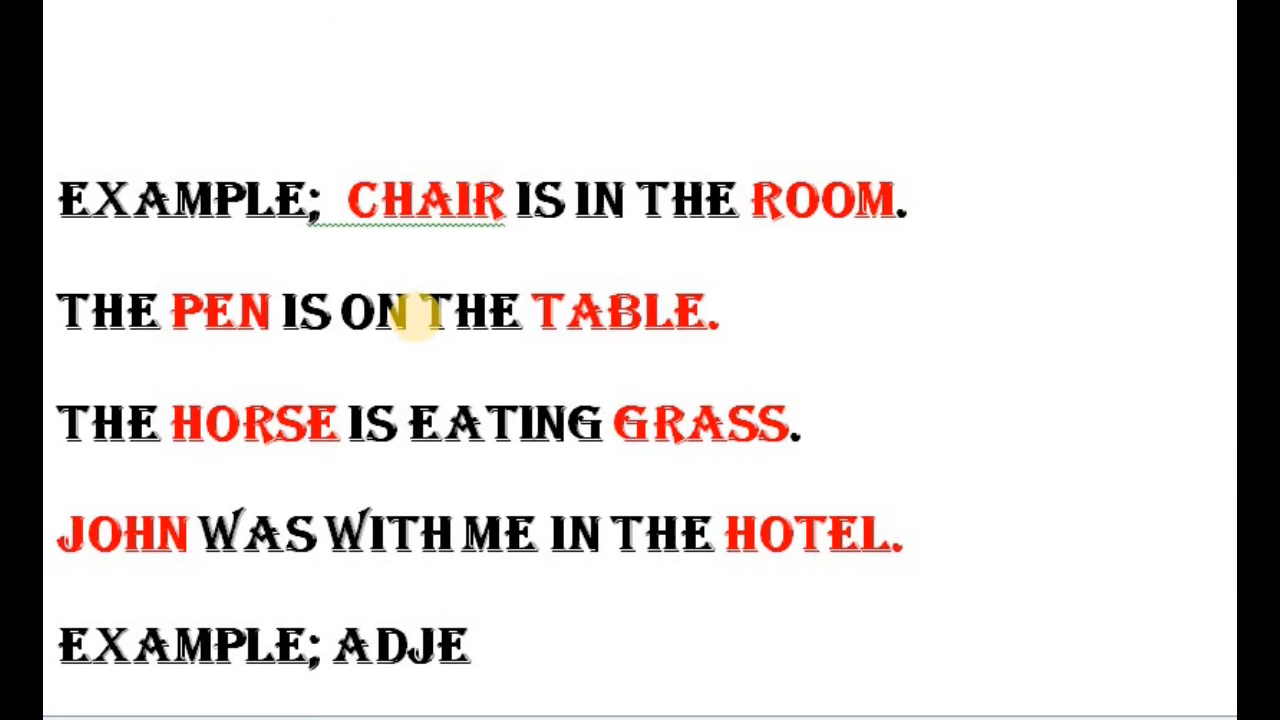 EXAMPLE; CHAIR IS IN THE ROOM.
THE PEN IS ON THE TABLE.
THE HORSE IS EATING GRASS.
JOHN WAS WITH ME IN THE HOTEL.
EXAMPLE; ADJE